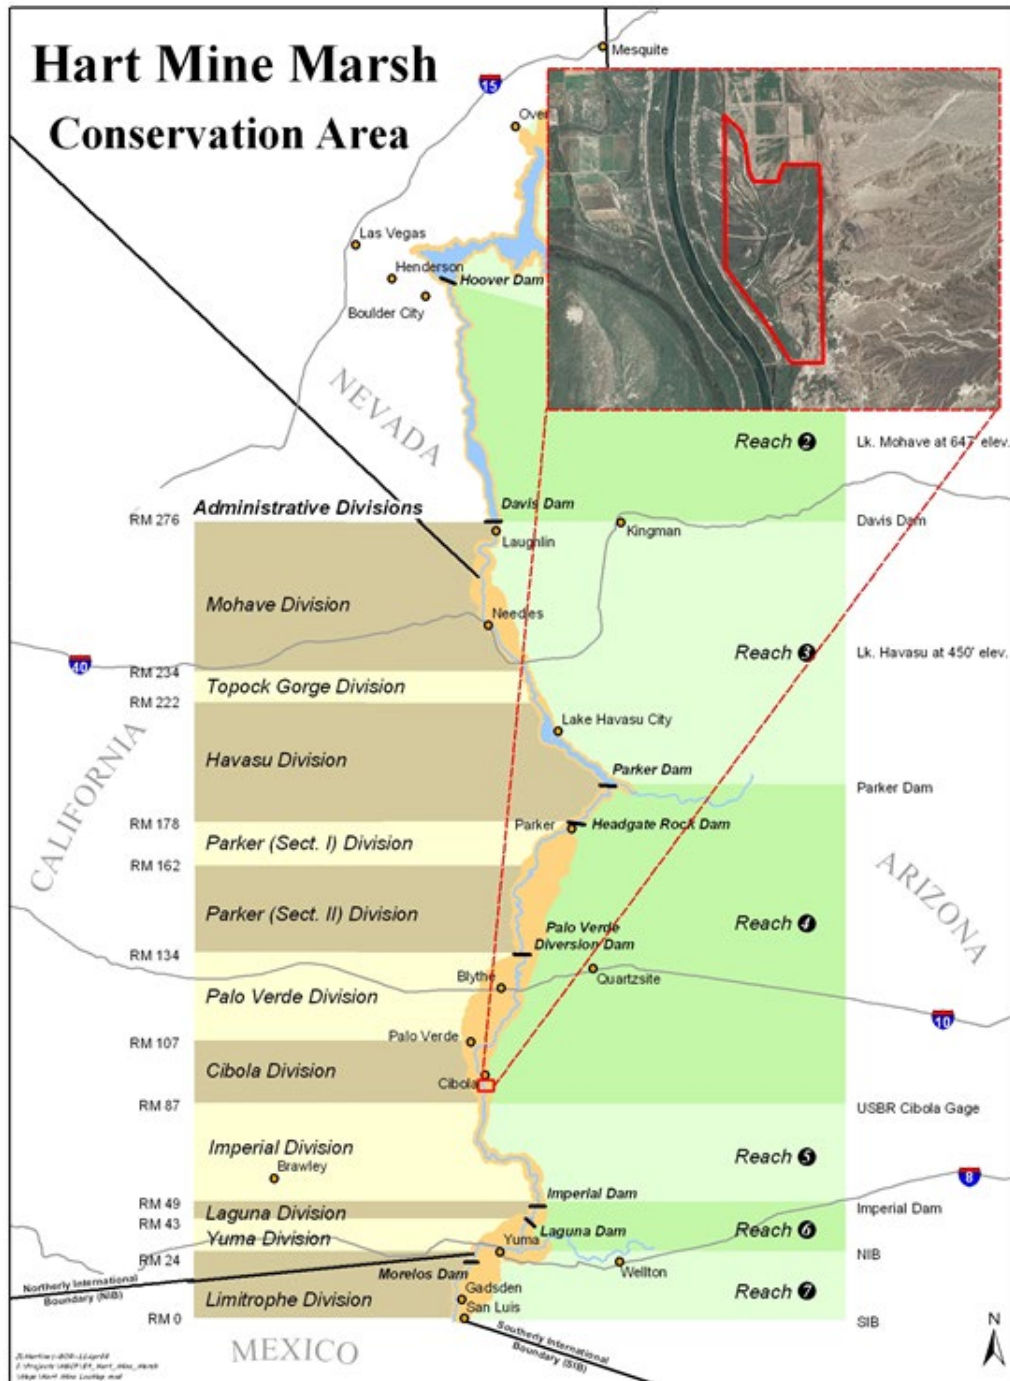 Hart Mine Marsh
Conservation Area
Mesquite
15
Over
Las Vegas
Henderson
Hoover Dam
Boulder City
NEVADA
Reach 2
Lk. Mohave at 647' elev.
Administrative Divisions
Davis Dam
RM 276
Kingman
Davis Dam
Laughlin
Mohave Division
Needles
Reach 3
Lk. Havasu at 450' elev.
40
RM 234
Topock Gorge Division
RM 222
Lake Havasu City
CALIFORNIA
Havasu Division
Parker Dam
Parker Dam
RM 178
Parker
Headgate Rock Dam
Parker (Sect. I) Division
RM 162
ARIZONA
Parker (Sect. II) Division
Reach 4
Palo Verde
Diversion Dam
RM 134
Blythe
Quartzsite
Palo Verde Division
10
RM 107
Palo Verde
Cibola Division
Cibola
RM 87
USBR Cibola Gage
Imperial Division
Reach 5
Brawley
8
Imperial Dam
RM 49
Laguna Division
Imperial Dam
RM 43
Laguna Dam
Reach 6
Yuma Division
Yuma
NIB
RM 24
Morelos Dam
Wellton
Northerly International
Boundary (NIB)
Limitrophe Division
Gadsden
Reach 7
San Luis
RM 0
SIB
Southerly International
Boundary (SIB)
MEXICO
N